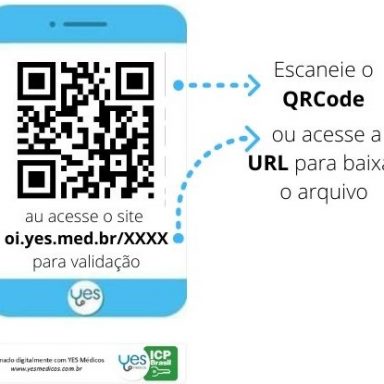 Escaneie o
QRCode
ou acesse a
URL para baixa
o arquivo
au acesse o site
oi.yes.med.br/XXXX
para validação
yes
nado digitalmente com YES Médicos
www.yesmedicos.com.br
yes
ICP
Brasil